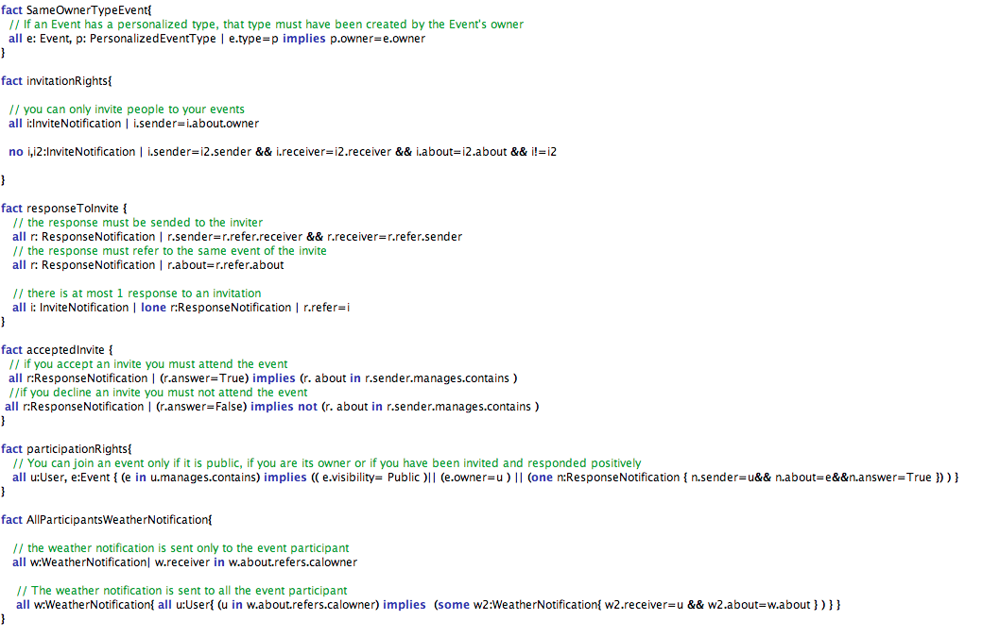 fact SameOwnerTypeEvent{
// If an Event has a personalized type, that type must have been created by the Event's owner
all e: Event, p: PersonalizedEventType | e.type=p implies p.owner=e.owner
}
fact invitationRights{
// you can only invite people to your events
all i:InviteNotification | i.sender=i.about.owner
no i,i2:InviteNotification | i.sender=i2.sender && i.receiver=i2.receiver && i.about=i2.about && i!=i2
}
fact responseToInvite {
// the response must be sended to the inviter
all r: ResponseNotification | r.sender=r.refer.receiver && r.receiver=r.refer.sender
// the response must refer to the same event of the invite
all r: ResponseNotification | r.about=r.refer.about
// there is at most 1 response to an invitation
all i: InviteNotification | lone r:ResponseNotification | r.refer=i
}
fact acceptedInvite {
// if you accept an invite you must attend the event
all r:ResponseNotification | (r.answer=True) implies (r. about in r.sender.manages.contains )
//if you decline an invite you must not attend the event
all r:ResponseNotification | (r.answer=False) implies not (r. about in r.sender.manages.contains )
}
fact participationRights{
// You can join an event only if it is public, if you are its owner or if you have been invited and responded positively
all u:User, e:Event { (e in u.manages.contains) implies (( e.visibility= Public )|| (e.owner=u ) || (one n:ResponseNotification { n.sender=u&& n.about=e&&n.answer=True }) ) }
}
fact AllParticipantsWeatherNotification{
// the weather notification is sent only to the event participant
all w:WeatherNotification| w.receiver in w.about.refers.calowner
// The weather notification is sent to all the event participant
all w:WeatherNotification{ all u:User{ (u in w.about.refers.calowner) implies (some w2:WeatherNotification{ w2.receiver=u && w2.about=w.about } ) } }
}